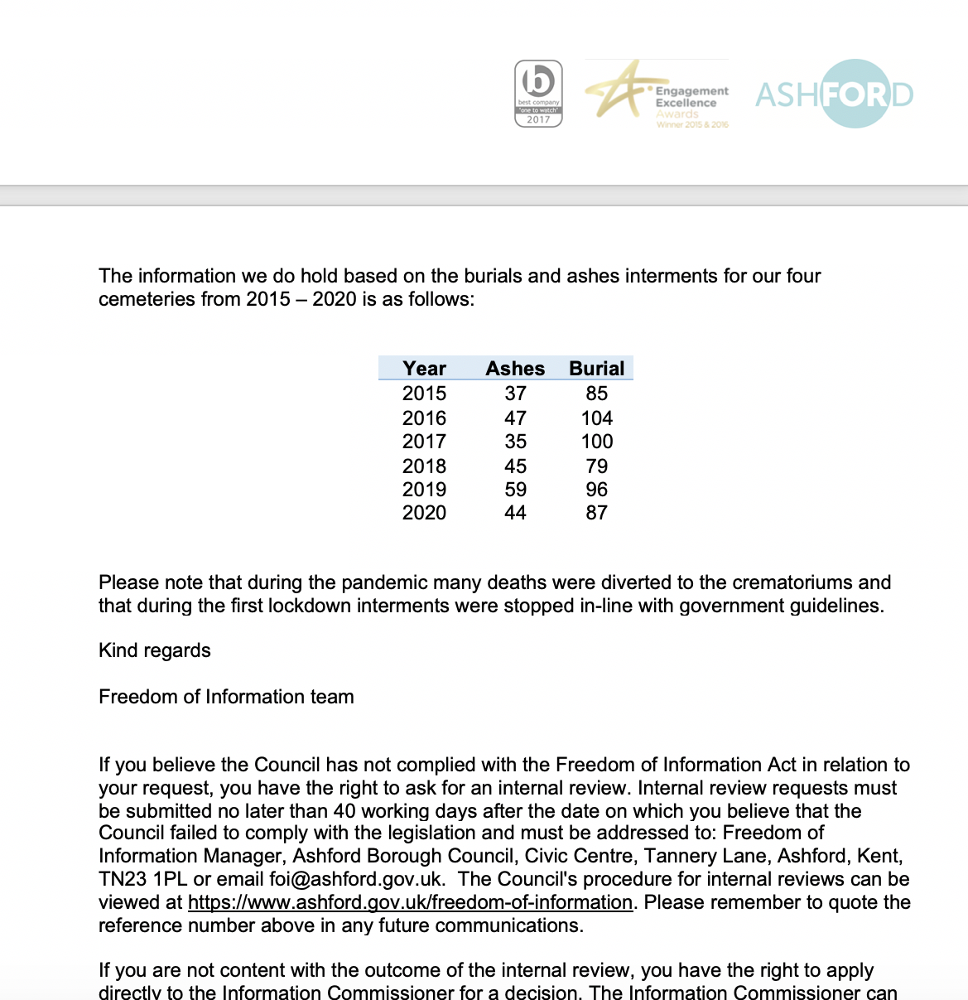 b
best company
"one to watch"
2017
Engagement
Excellence
Awards
Winner 2015 & 2016
ASHFORD
The information we do hold based on the burials and ashes interments for our four
cemeteries from 2015 – 2020 is as follows:
Year Ashes Burial
2015 37 85
2016 47 104
2017 35 100
2018 45 79
2019 59 96
2020 44 87
Please note that during the pandemic many deaths were diverted to the crematoriums and
that during the first lockdown interments were stopped in-line with government guidelines.
Kind regards
Freedom of Information team
If you believe the Council has not complied with the Freedom of Information Act in relation to
your request, you have the right to ask for an internal review. Internal review requests must
be submitted no later than 40 working days after the date on which you believe that the
Council failed to comply with the legislation and must be addressed to: Freedom of
Information Manager, Ashford Borough Council, Civic Centre, Tannery Lane, Ashford, Kent,
TN23 1PL or email foi@ashford.gov.uk. The Council's procedure for internal reviews can be
viewed at https://www.ashford.gov.uk/freedom-of-information. Please remember to quote the
reference number above in any future communications.
If you are not content with the outcome of the internal review, you have the right to apply
directly to the Information Commissioner for a decision. The Information Commissioner can